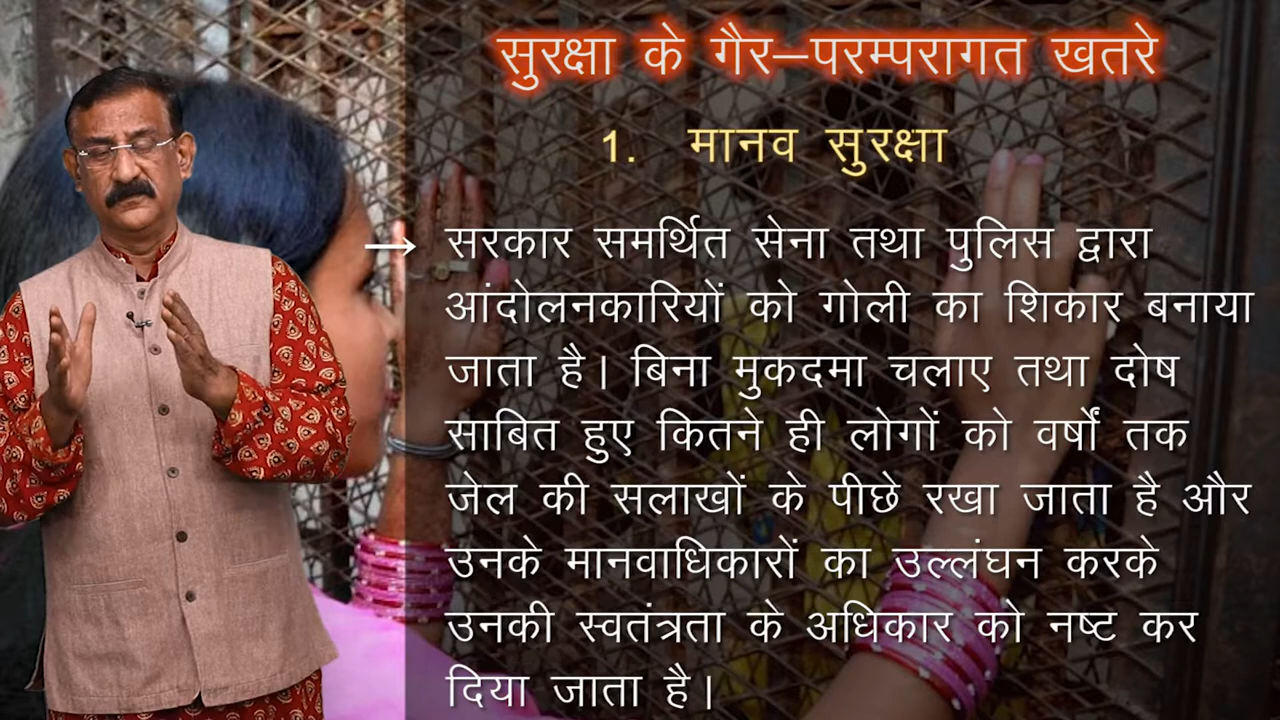 सुरक्षा के गैर–परम्परागत खतरे
1. मानव सुरक्षा
→ सरकार समर्थित सेना तथा पुलिस द्वारा
आंदोलनकारियों को गोली का शिकार बनाया
जाता है। बिना मुकदमा चलाए तथा दोष
साबित हुए कितने ही लोगों को वर्षों तक
जेल की सलाखों के पीछे रखा जाता है और
उनके मानवाधिकारों का उल्लंघन करके
उनकी स्वतंत्रता के अधिकार को नष्ट कर
दिया जाता है।